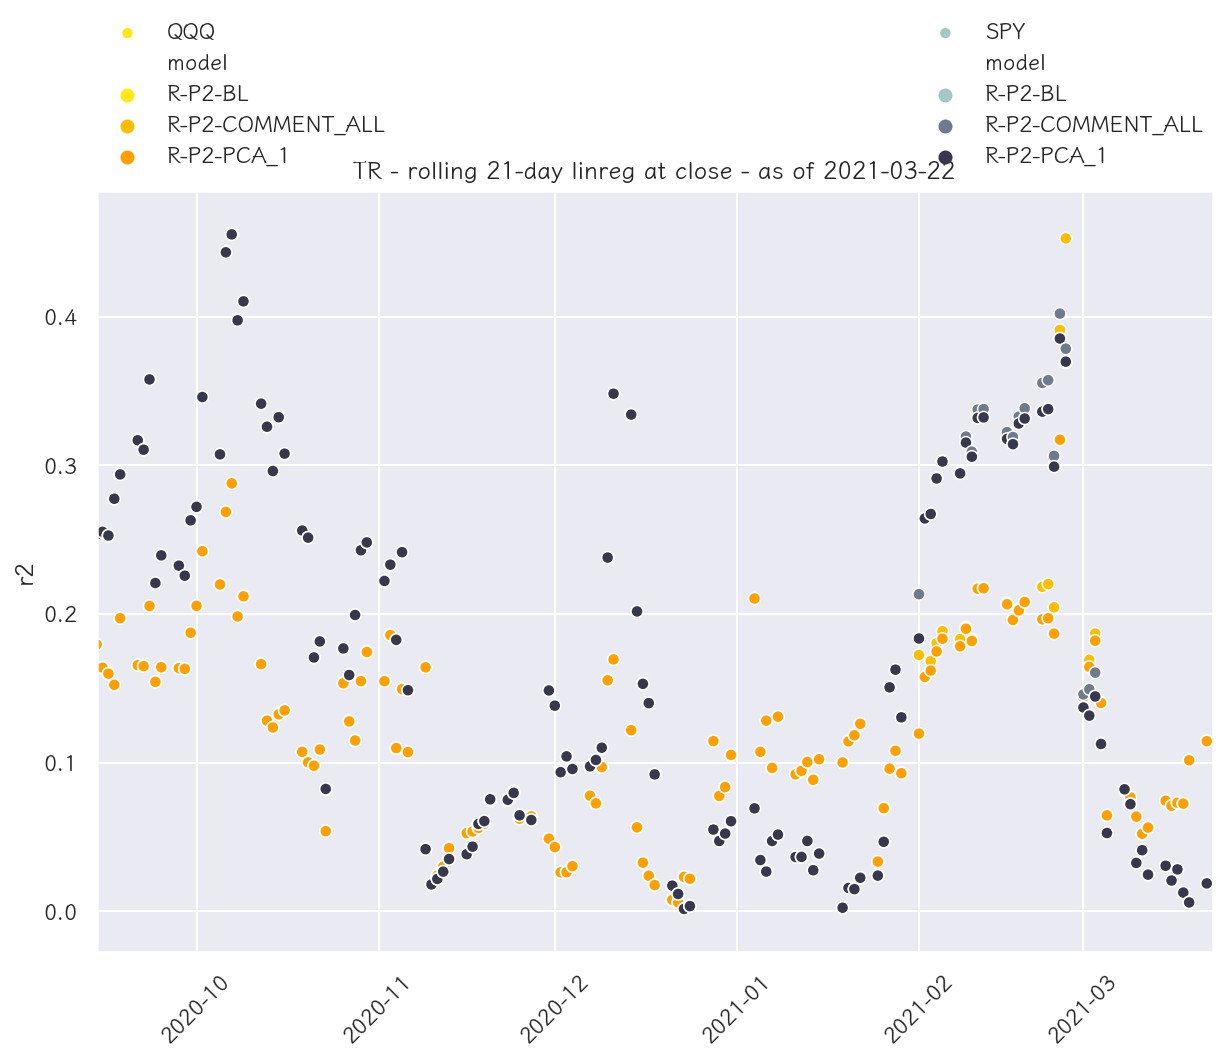 QQQ
model
R-P2-BL
R-P2-COMMENT_ALL
R-P2-PCA_1
SPY
model
R-P2-BL
R-P2-COMMENT_ALL
R-P2-PCA_1
TR - rolling 21-day linreg at close - as of 2021-03-22
r2
0.4
0.3
0.2
0.1
0.0
2020-10
2020-11
2020-12
2021-01
2021-02
2021-03